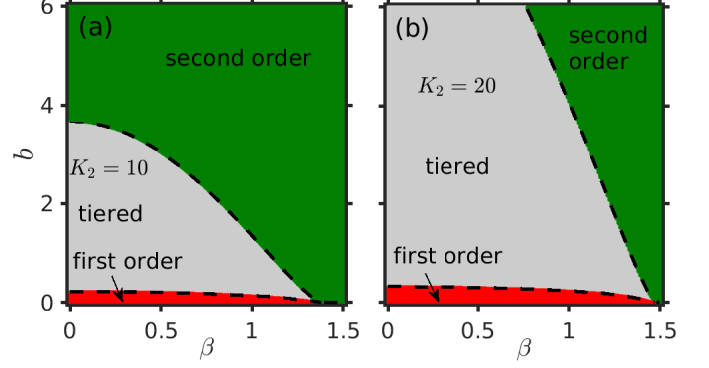 6
(a)
second order
4
K₂ = 10
b
2
tiered
first order
0
0
0.5
1
1.5
β
(b)
second
order
K₂ = 20
tiered
first order
0
0.5
1
1.5
β